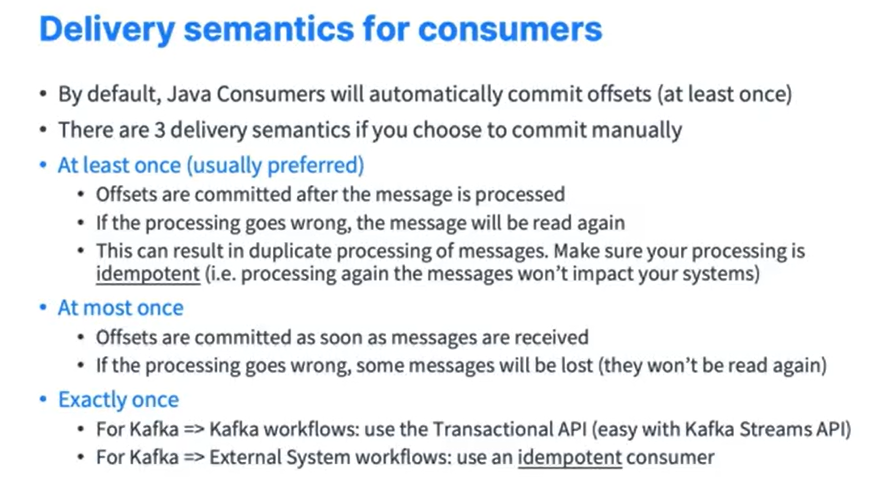 Delivery semantics for consumers
• By default, Java Consumers will automatically commit offsets (at least once)
• There are 3 delivery semantics if you choose to commit manually
• At least once (usually preferred)
• Offsets are committed after the message is processed
• If the processing goes wrong, the message will be read again
• This can result in duplicate processing of messages. Make sure your processing is
idempotent (i.e. processing again the messages won't impact your systems)
• At most once
• Offsets are committed as soon as messages are received
• If the processing goes wrong, some messages will be lost (they won't be read again)
• Exactly once
• For Kafka => Kafka workflows: use the Transactional API (easy with Kafka Streams API)
• For Kafka => External System workflows: use an idempotent consumer